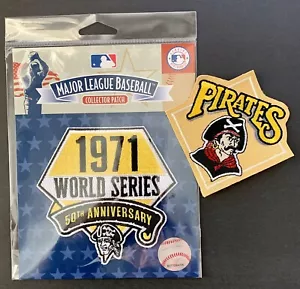 MAJOR LEAGUE BASEBALL
COLLECTOR PATCH
1971
WORLD SERIES
50TH ANNIVERSARY
PIRATES